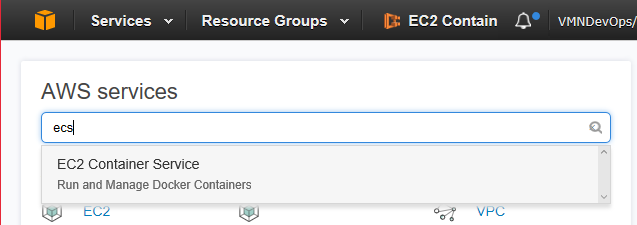 Services Resource Groups EC2 Contain VMNDevOps/
AWS services
ecs
EC2 Container Service
Run and Manage Docker Containers
EC2 VPC